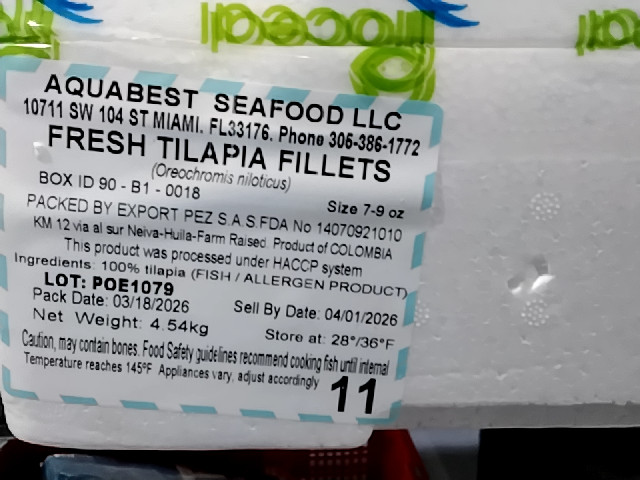 AQUABEST SEAFOOD LLC
10711 SW 104 ST MIAMI. FL33176. Phone 305-386-1772
FRESH TILAPIA FILLETS
(Oreochromis niloticus)
BOX ID 90 - B1 - 0018
Size 7-9 oz
PACKED BY EXPORT PEZ S.A.S.FDA No 14070921010
KM 12 via al sur Neiva-Huila-Farm Raised. Product of COLOMBIA
This product was processed under HACCP system
Ingredients: 100% tilapia (FISH / ALLERGEN PRODUCT)
LOT: POE1079
Pack Date: 03/18/2026
Sell By Date: 04/01/2026
Net Weight: 4.54kg
Store at: 28°/36°F
Caution, may contain bones. Food Safety guidelines recommend cooking fish until internal
Temperature reaches 145°F Appliances vary, adjust accordingly
11